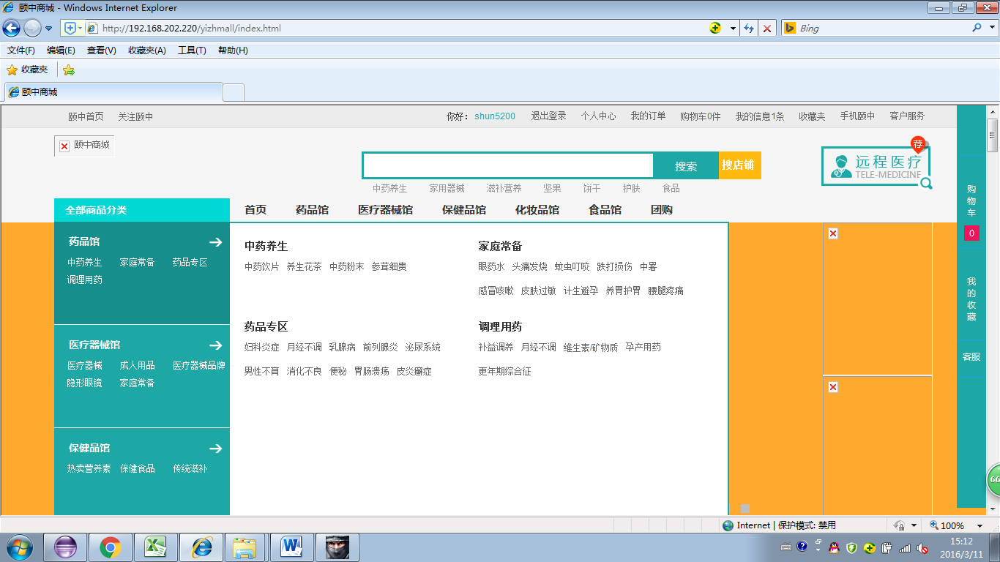 颐中商城 - Windows Internet Explorer
http://192.168.202.220/yizhmall/index.html
Bing
文件(F) 编辑(E) 查看(V) 收藏夹(A) 工具(T) 帮助(H)
收藏夹
颐中商城
颐中首页 关注颐中 你好: shun5200 退出登录 个人中心 我的订单 购物车0件 我的信息1条 收藏夹 手机颐中 客户服务
颐中商城
搜索 搜店铺
荐
远程医疗
TELE-MEDICINE
中药养生 家用器械 滋补营养 坚果 饼干 护肤 食品
全部商品分类 首页 药品馆 医疗器械馆 保健品馆 化妆品馆 食品馆 团购
药品馆
中药养生 家庭常备 药品专区
调理用药
医疗器械馆
医疗器械 成人用品 医疗器械品牌
隐形眼镜 家庭常备
保健品馆
热卖营养素 保健食品 传统滋补
中药养生
中药饮片 养生花茶 中药粉末 参茸细贵
家庭常备
眼药水 头痛发烧 蚊虫叮咬 跌打损伤 中暑
感冒咳嗽 皮肤过敏 计生避孕 养胃护胃 腰腿疼痛
药品专区
妇科炎症 月经不调 乳腺病 前列腺炎 泌尿系统
男性不育 消化不良 便秘 胃肠溃疡 皮炎癣症
调理用药
补益调养 月经不调 维生素/矿物质 孕产用药
更年期综合征
购物车
0
我的收藏
客服
66
Internet | 保护模式: 禁用
100%
15:12
2016/3/11